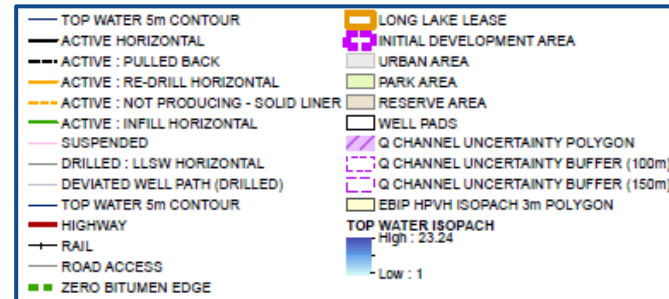 TOP WATER 5m CONTOUR
ACTIVE HORIZONTAL
ACTIVE : PULLED BACK
ACTIVE : RE-DRILL HORIZONTAL
ACTIVE : NOT PRODUCING - SOLID LINER
ACTIVE : INFILL HORIZONTAL
SUSPENDED
DRILLED : LLSW HORIZONTAL
DEVIATED WELL PATH (DRILLED)
TOP WATER 5m CONTOUR
HIGHWAY
RAIL
ROAD ACCESS
ZERO BITUMEN EDGE
LONG LAKE LEASE
INITIAL DEVELOPMENT AREA
URBAN AREA
PARK AREA
RESERVE AREA
WELL PADS
Q CHANNEL UNCERTAINTY POLYGON
Q CHANNEL UNCERTAINTY BUFFER (100m)
Q CHANNEL UNCERTAINTY BUFFER (150m)
EBIP HPVH ISOPACH 3m POLYGON
TOP WATER ISOPACH
High : 23.24
Low : 1